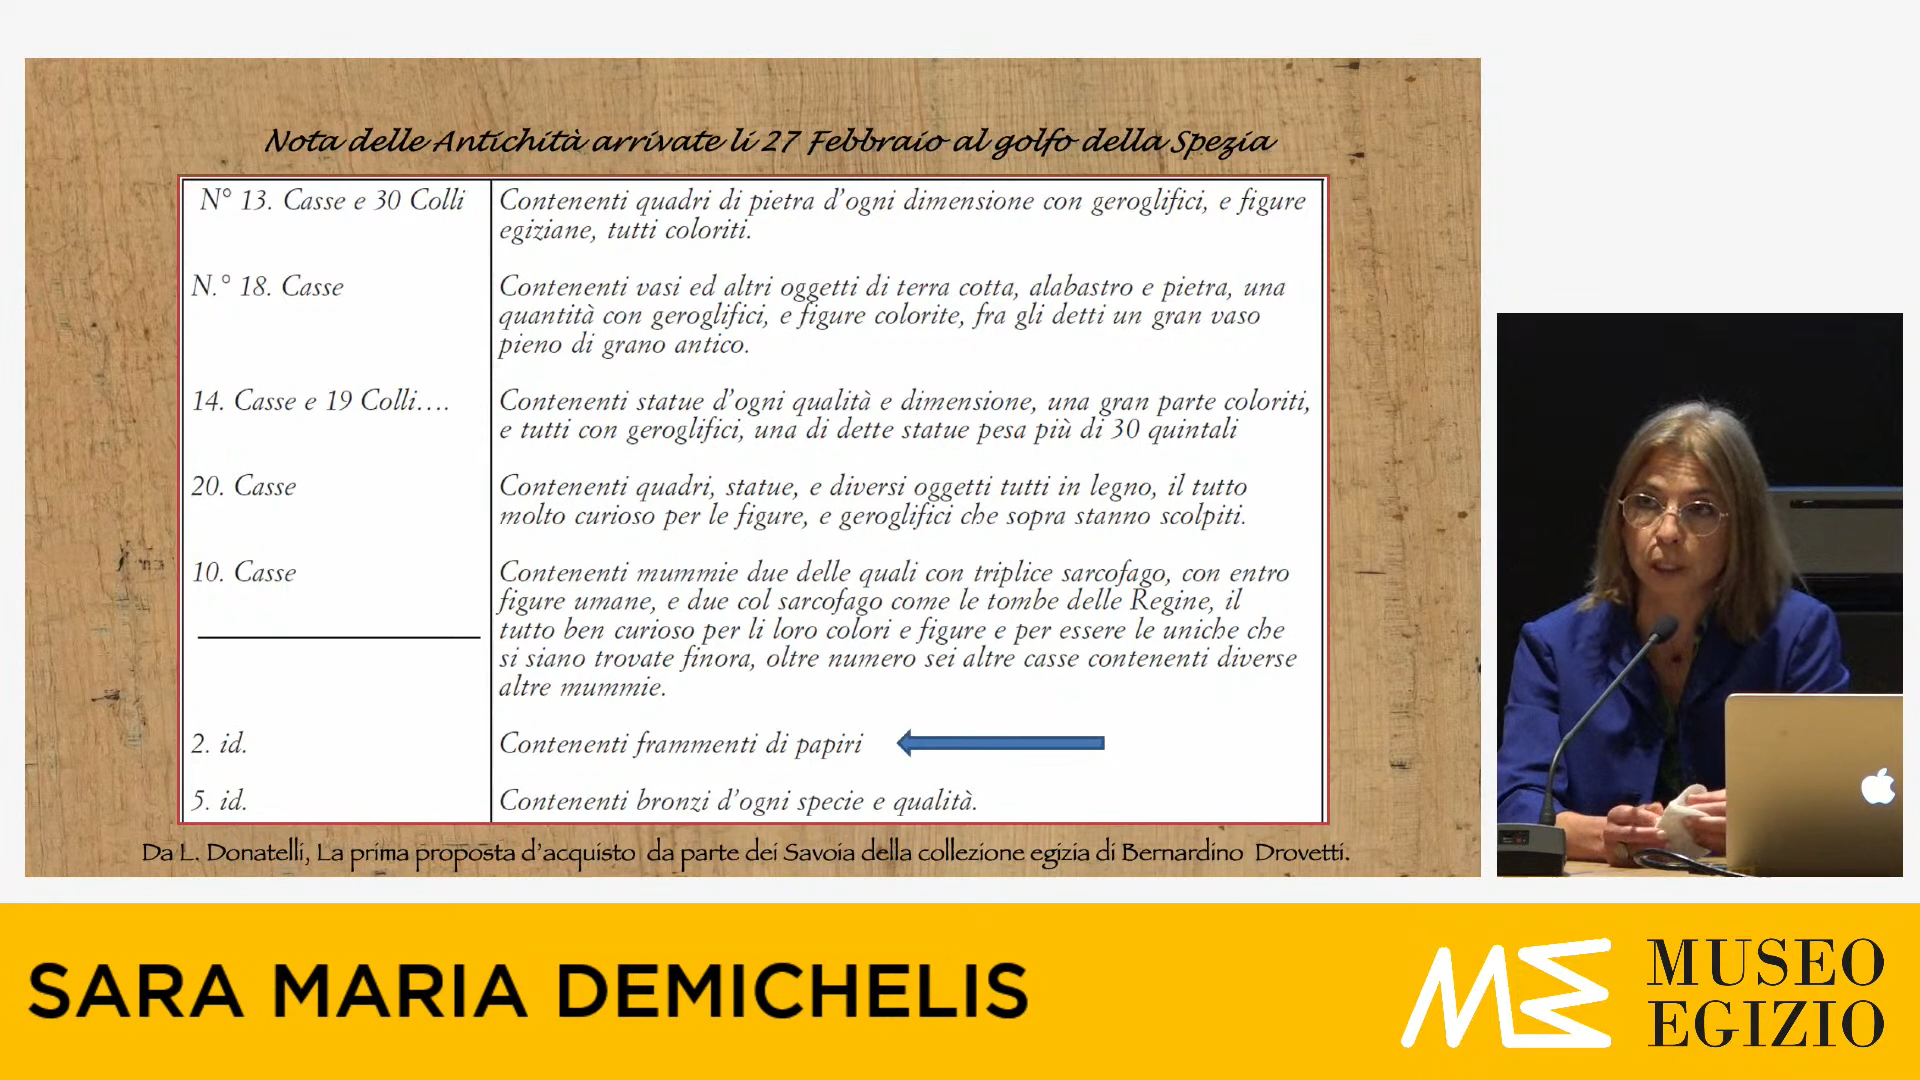 Nota delle Antichità arrivate li 27 Febbraio al golfo della Spezia
N° 13. Casse e 30 Colli
Contenenti quadri di pietra d'ogni dimensione con geroglifici, e figure
egiziane, tutti coloriti.
N.° 18. Casse
Contenenti vasi ed altri oggetti di terra cotta, alabastro e pietra, una
quantità con geroglifici, e figure colorite, fra gli detti un gran vaso
pieno di grano antico.
14. Casse e 19 Colli....
Contenenti statue d'ogni qualità e dimensione, una gran parte coloriti,
e tutti con geroglifici, una di dette statue pesa più di 30 quintali
20. Casse
Contenenti quadri, statue, e diversi oggetti tutti in legno, il tutto
molto curioso per le figure, e geroglifici che sopra stanno scolpiti.
10. Casse
Contenenti mummie due delle quali con triplice sarcofago, con entro
figure umane, e due col sarcofago come le tombe delle Regine, il
tutto ben curioso per li loro colori e figure e per essere le uniche che
si siano trovate finora, oltre numero sei altre casse contenenti diverse
altre mummie.
2. id.
Contenenti frammenti di papiri
5. id.
Contenenti bronzi d'ogni specie e qualità.
Da L. Donatelli, La prima proposta d'acquisto da parte dei Savoia della collezione egizia di Bernardino Drovetti.
SARA MARIA DEMICHELIS
ME
MUSEO
EGIZIO